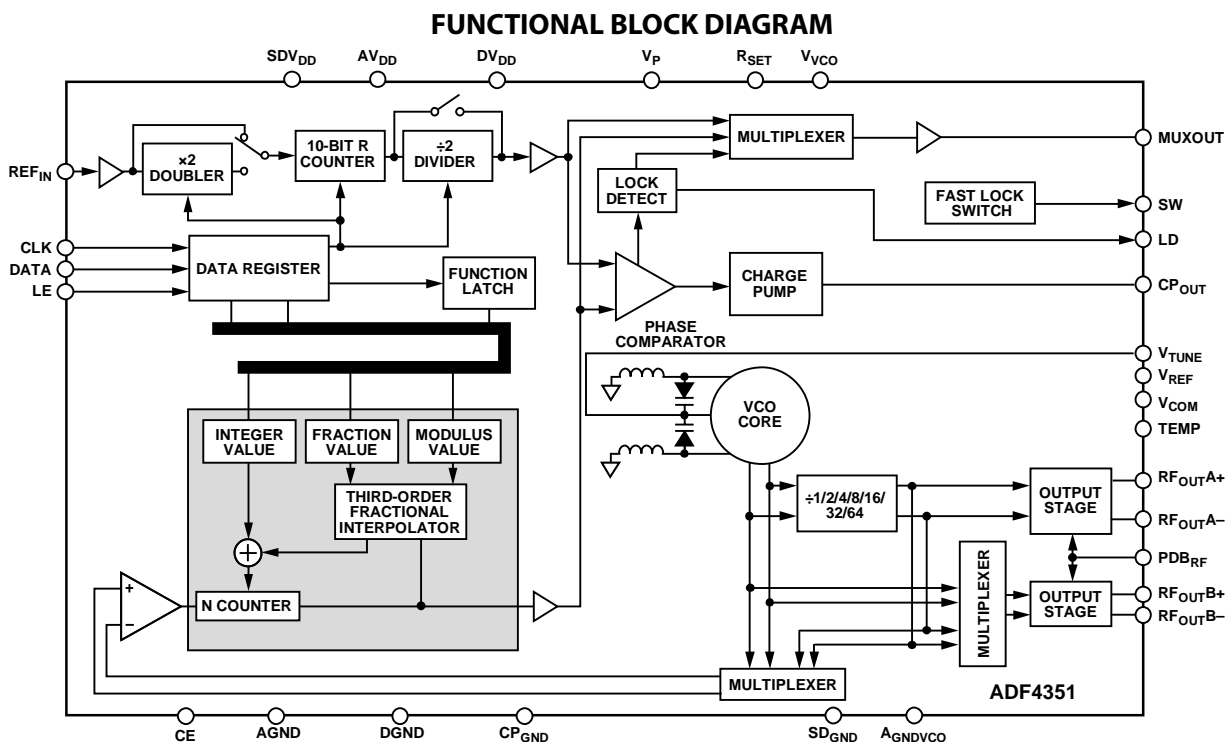 FUNCTIONAL BLOCK DIAGRAM
SDVDD
AVDD
DVDD
VP
RSET
VVCO
REFIN
×2
DOUBLER
10-BIT R
COUNTER
÷2
DIVIDER
MULTIPLEXER
MUXOUT
LOCK
DETECT
FAST LOCK
SWITCH
SW
LD
CLK
DATA
LE
DATA REGISTER
FUNCTION
LATCH
CHARGE
PUMP
CPOUT
PHASE
COMPARATOR
VTUNE
VREF
VCOM
TEMP
VCO
CORE
INTEGER
VALUE
FRACTION
VALUE
MODULUS
VALUE
THIRD-ORDER
FRACTIONAL
INTERPOLATOR
+
N COUNTER
+
–
÷1/2/4/8/16/
32/64
OUTPUT
STAGE
RFOUTA+
RFOUTA–
PDBRF
MULTIPLEXER
OUTPUT
STAGE
RFOUTB+
RFOUTB–
MULTIPLEXER
ADF4351
CE
AGND
DGND
CPGND
SDGND
AGNDVCO